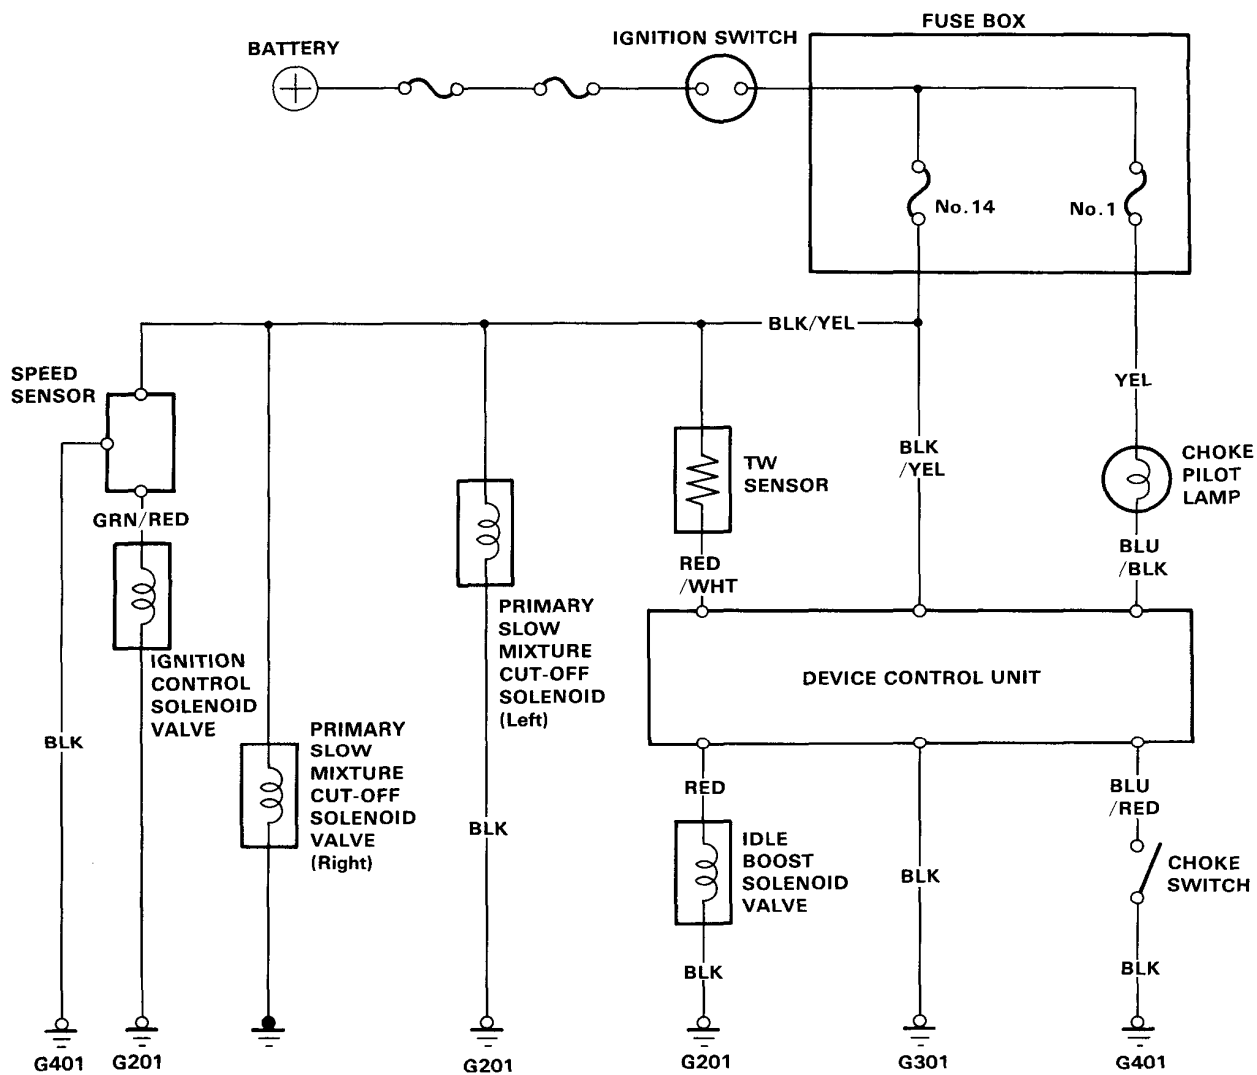 FUSE BOX
BATTERY
IGNITION SWITCH
No.14
No.1
BLK/YEL
SPEED
SENSOR
YEL
BLK
/YEL
TW
SENSOR
CHOKE
PILOT
LAMP
GRN/RED
RED
/WHT
BLU
/BLK
PRIMARY
SLOW
MIXTURE
CUT-OFF
SOLENOID
(Left)
IGNITION
CONTROL
SOLENOID
VALVE
DEVICE CONTROL UNIT
BLK
PRIMARY
SLOW
MIXTURE
CUT-OFF
SOLENOID
VALVE
(Right)
BLK
RED
BLU
/RED
IDLE
BOOST
SOLENOID
VALVE
BLK
CHOKE
SWITCH
BLK
BLK
G401
G201
G201
G201
G301
G401